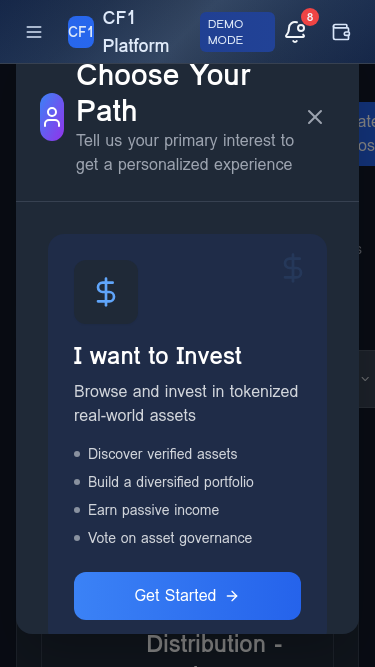 CF1
CF1
Platform
DEMO
MODE
8
Choose Your
Path
Tell us your primary interest to
get a personalized experience
I want to Invest
Browse and invest in tokenized
real-world assets
Discover verified assets
Build a diversified portfolio
Earn passive income
Vote on asset governance
Get Started
Distribution -